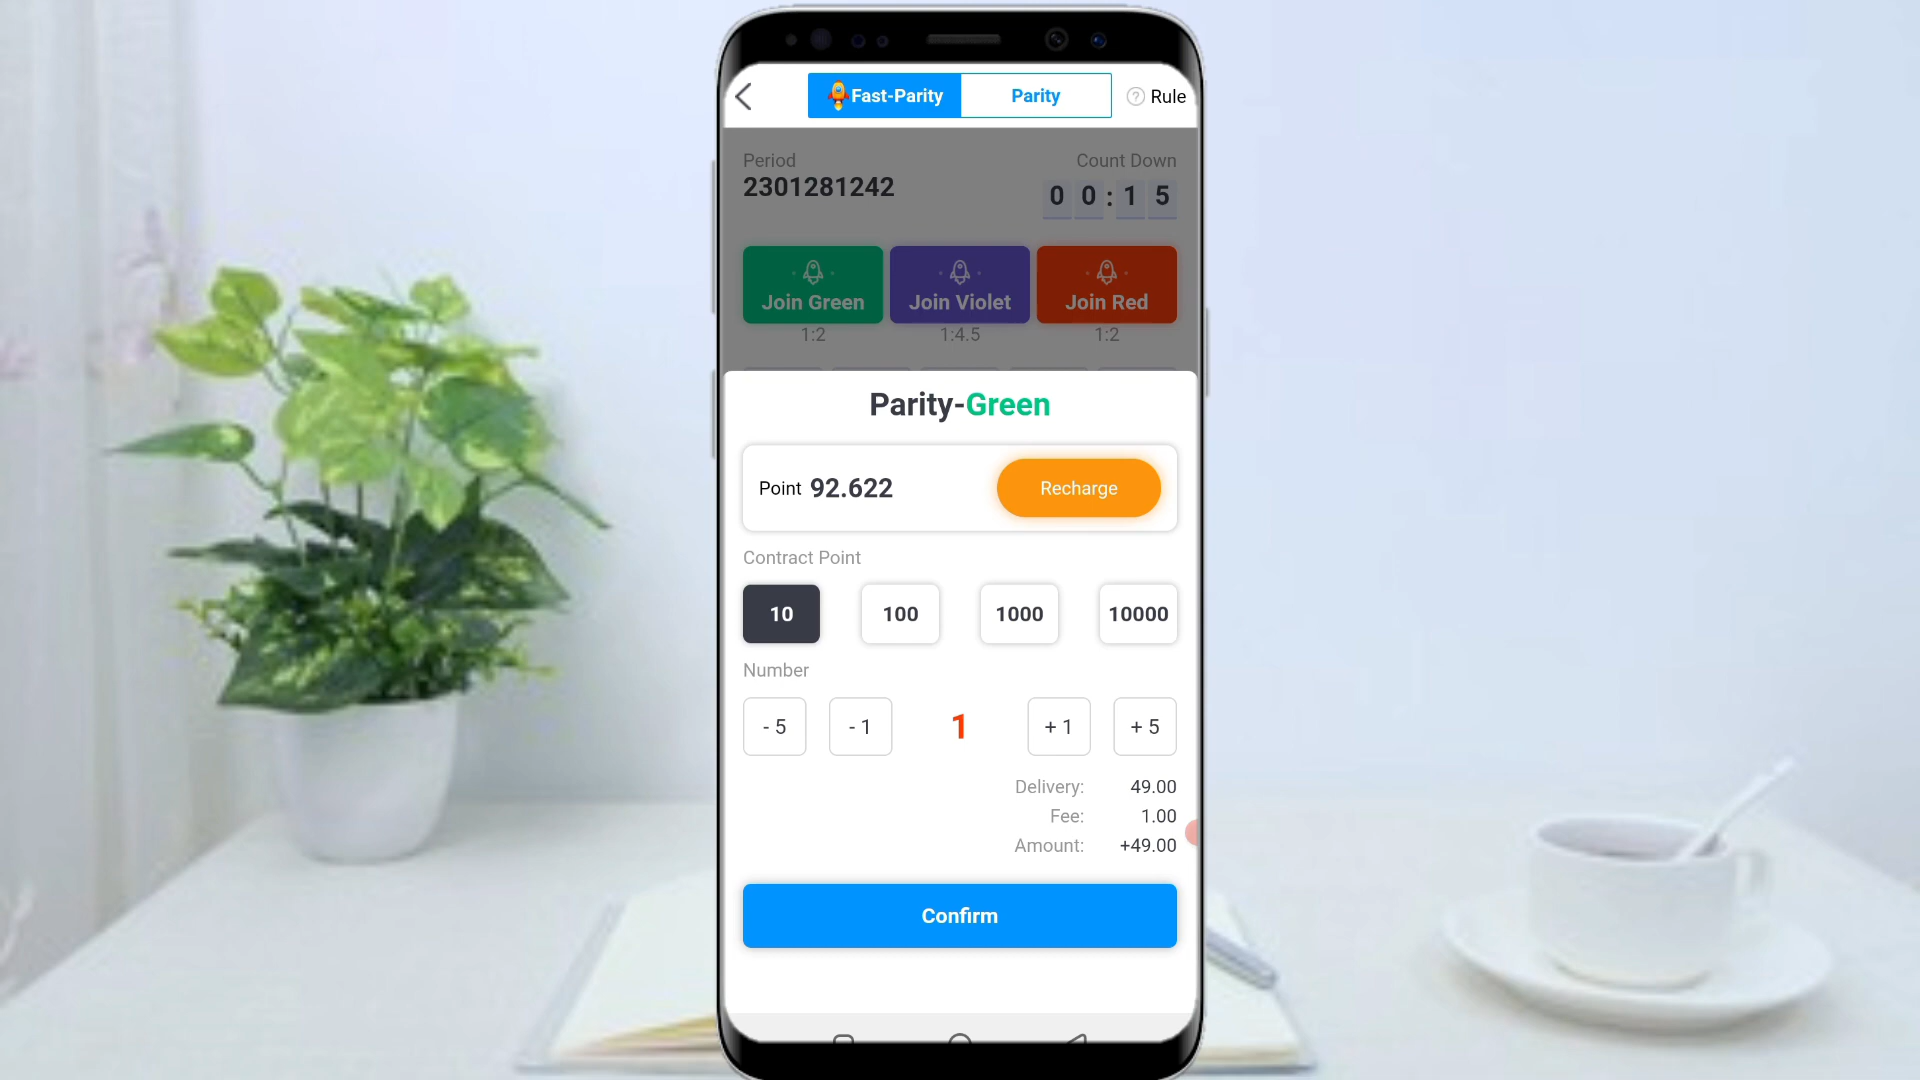 Fast-Parity Parity ? Rule
Period Count Down
2301281242 0 0 : 1 5
Join Green Join Violet Join Red
1:2 1:4.5 1:2
Parity-Green
Point 92.622 Recharge
Contract Point
10 100 1000 10000
Number
- 5 - 1 1 + 1 + 5
Delivery: 49.00
Fee: 1.00
Amount: +49.00
Confirm